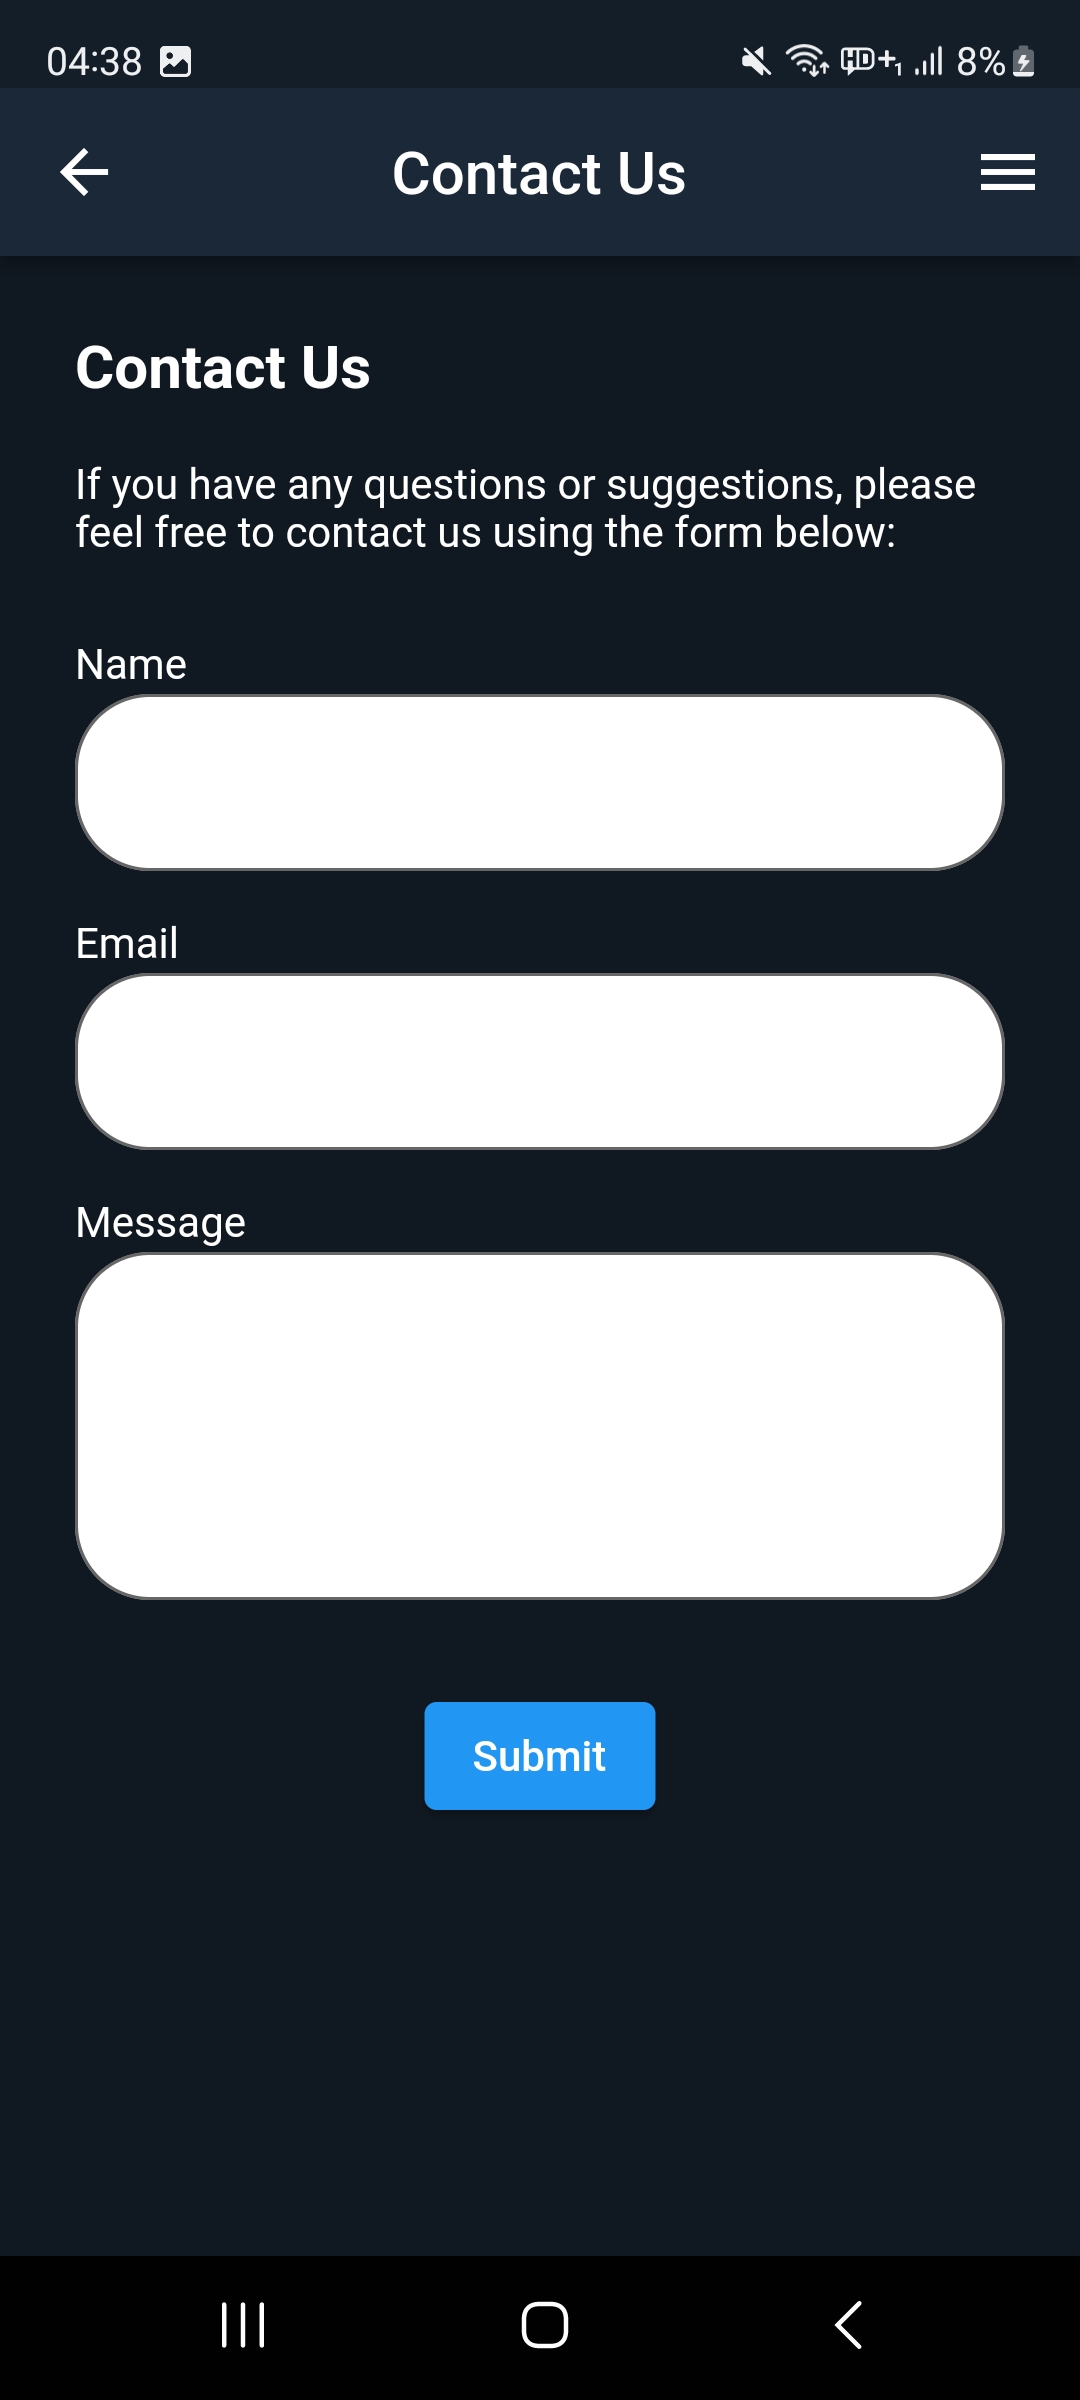 04:38 8%
Contact Us
Contact Us
If you have any questions or suggestions, please
feel free to contact us using the form below:
Name
Email
Message
Submit